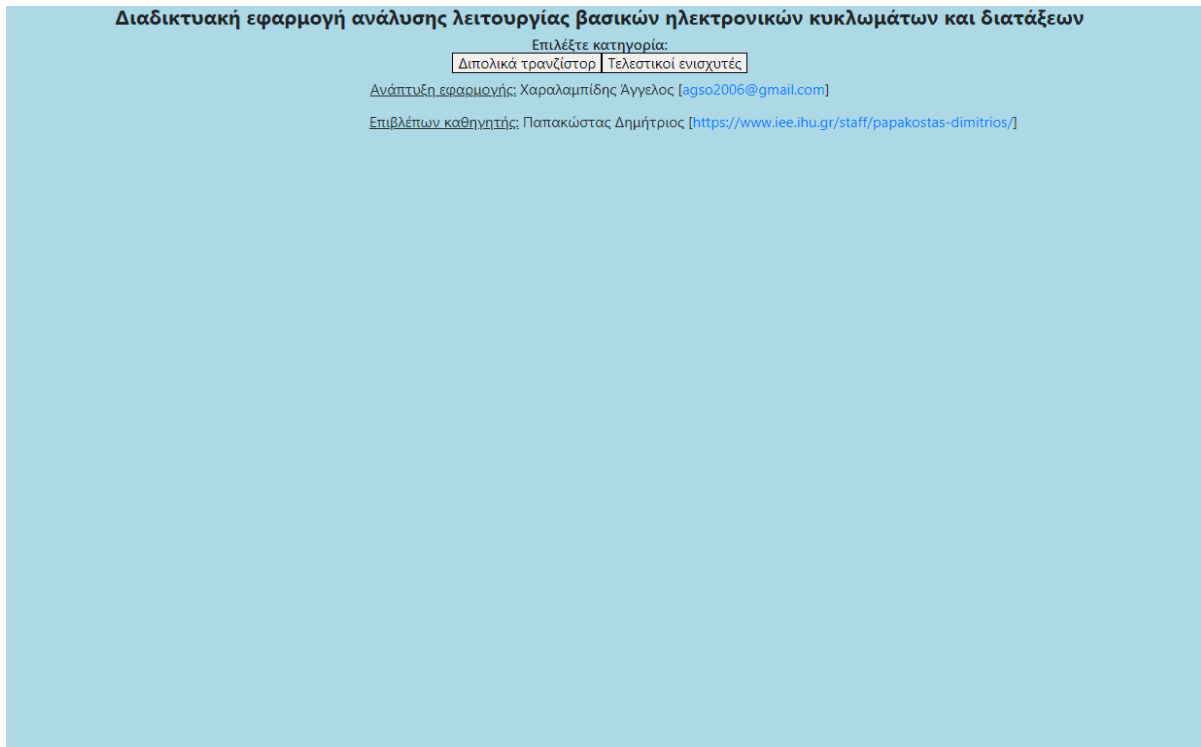 Διαδικτυακή εφαρμογή ανάλυσης λειτουργίας βασικών ηλεκτρονικών κυκλωμάτων και διατάξεων
Επιλέξτε κατηγορία:
Διπολικά τρανζίστορ Τελεστικοί ενισχυτές
Ανάπτυξη εφαρμογής: Χαραλαμπίδης Άγγελος [agso2006@gmail.com]
Επιβλέπων καθηγητής: Παπακώστας Δημήτριος [https://www.iee.ihu.gr/staff/papakostas-dimitrios/]